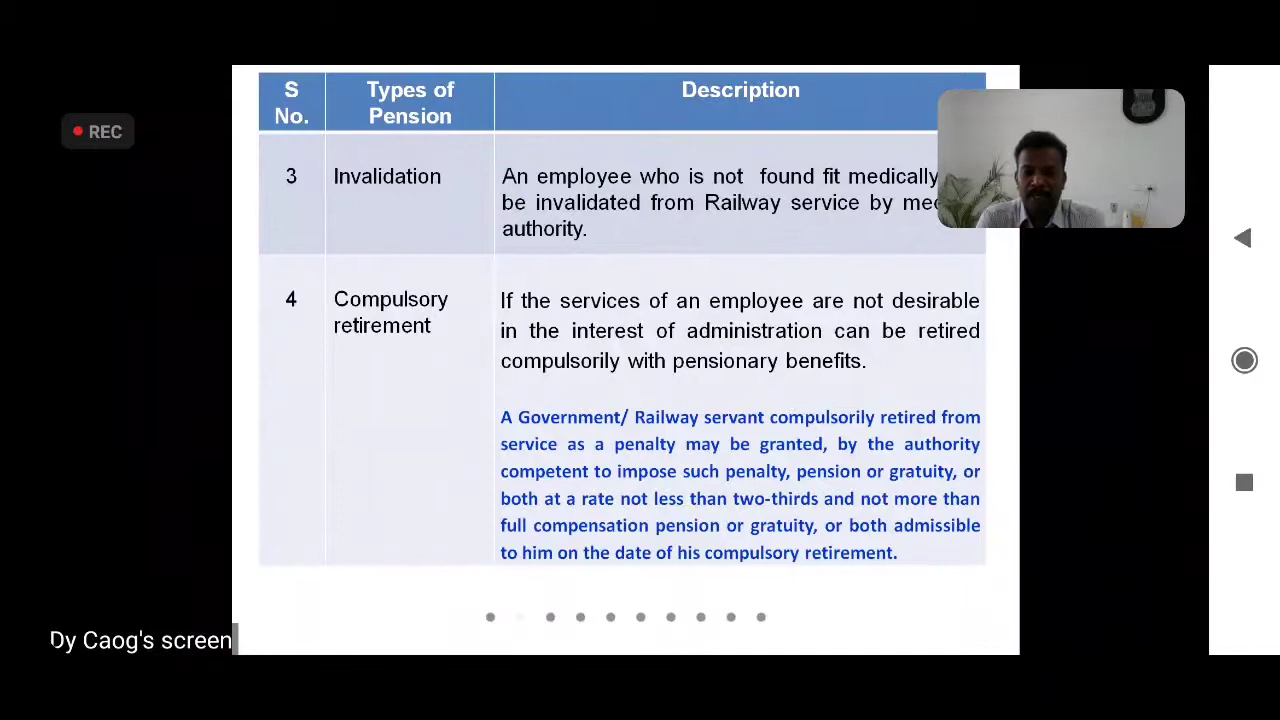 S
No.
Types of
Pension
Description
REC
3
Invalidation
An employee who is not found fit medically
be invalidated from Railway service by
authority.
4
Compulsory
retirement
If the services of an employee are not desirable
in the interest of administration can be retired
compulsorily with pensionary benefits.
A Government/ Railway servant compulsorily retired from
service as a penalty may be granted, by the authority
competent to impose such penalty, pension or gratuity, or
both at a rate not less than two-thirds and not more than
full compensation pension or gratuity, or both admissible
to him on the date of his compulsory retirement.
Dy Caog's screen